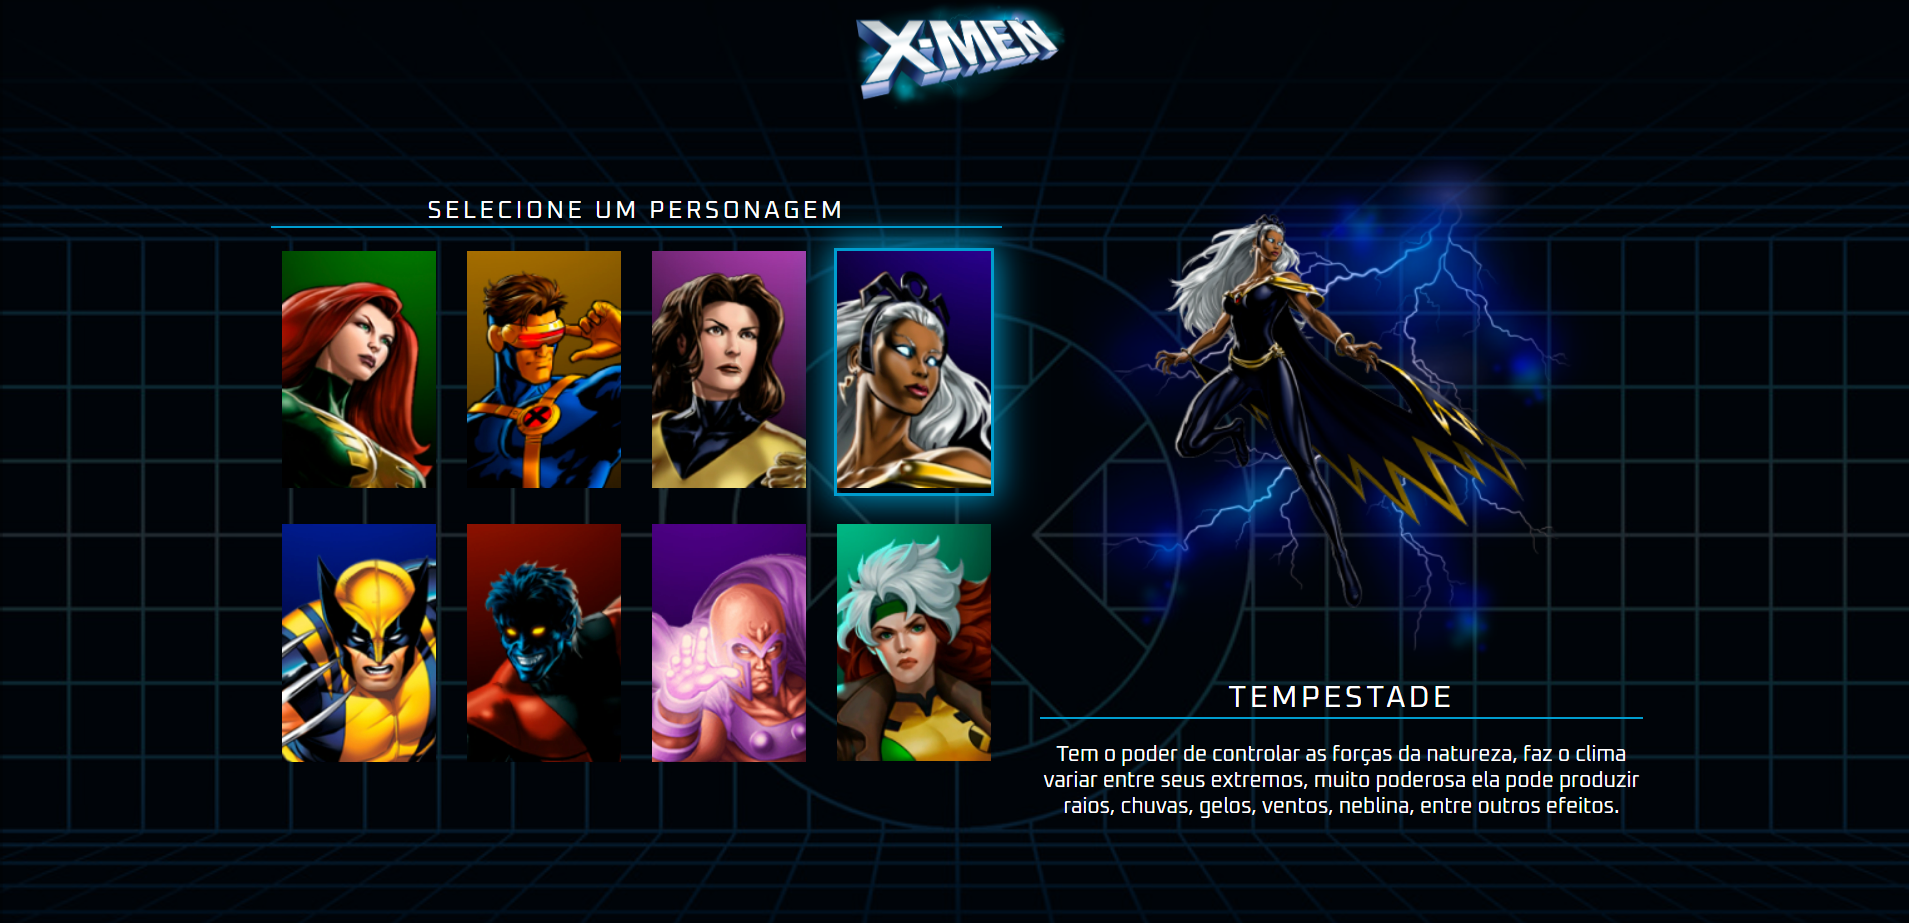 X-MEN
SELECIONE UM PERSONAGEM
TEMPESTADE
Tem o poder de controlar as forças da natureza, faz o clima
variar entre seus extremos, muito poderosa ela pode produzir
raios, chuvas, gelos, ventos, neblina, entre outros efeitos.